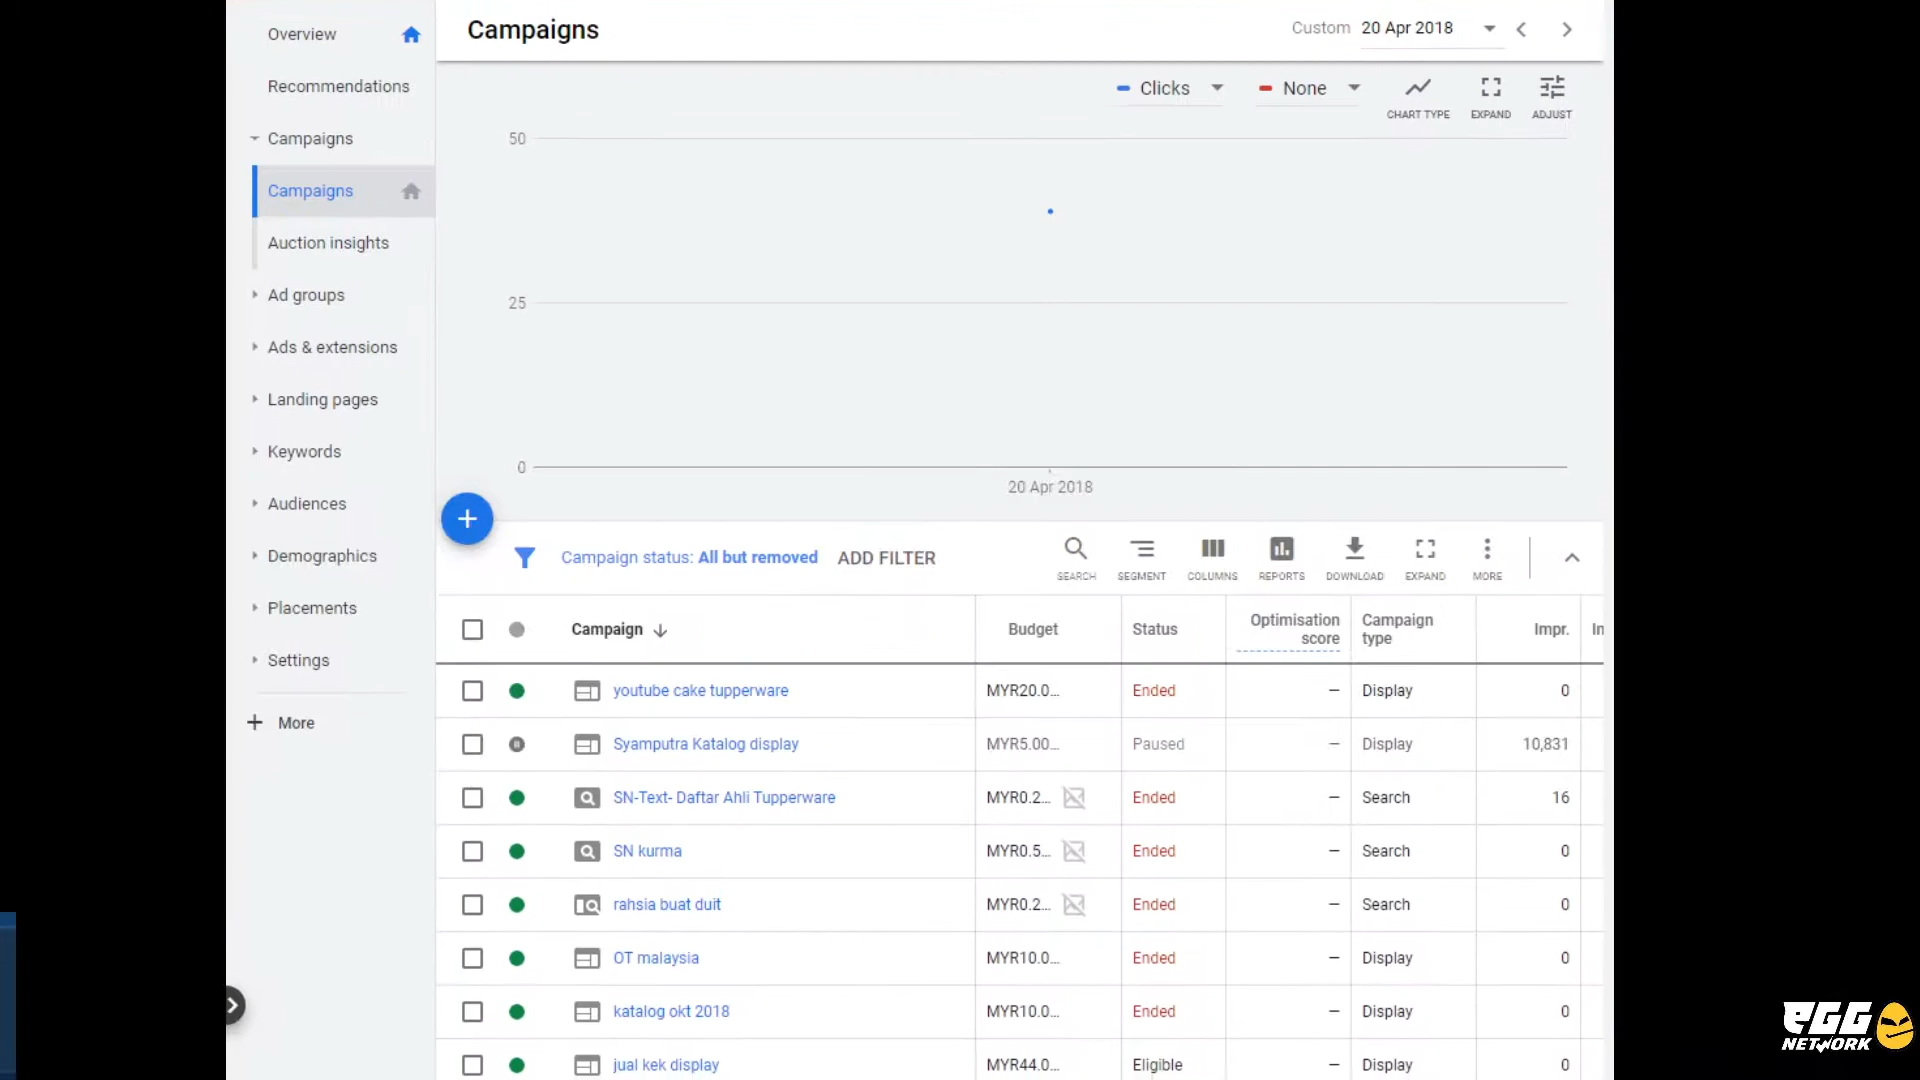 Overview
Recommendations
Campaigns
Campaigns
Auction insights
Ad groups
Ads & extensions
Landing pages
Keywords
Audiences
Demographics
Placements
Settings
More
Campaigns
Custom 20 Apr 2018
Clicks
None
CHART TYPE
EXPAND
ADJUST
50
25
0
20 Apr 2018
Campaign status: All but removed
ADD FILTER
SEARCH
SEGMENT
COLUMNS
REPORTS
DOWNLOAD
EXPAND
MORE
Campaign Budget Status Optimisation score Campaign type Impr. In
youtube cake tupperware MYR20.0... Ended – Display 0
Syamputra Katalog display MYR5.00... Paused – Display 10,831
SN-Text- Daftar Ahli Tupperware MYR0.2... Ended – Search 16
SN kurma MYR0.5... Ended – Search 0
rahsia buat duit MYR0.2... Ended – Search 0
OT malaysia MYR10.0... Ended – Display 0
katalog okt 2018 MYR10.0... Ended – Display 0
jual kek display MYR44.0... Eligible – Display 0
eGG
NETWORK